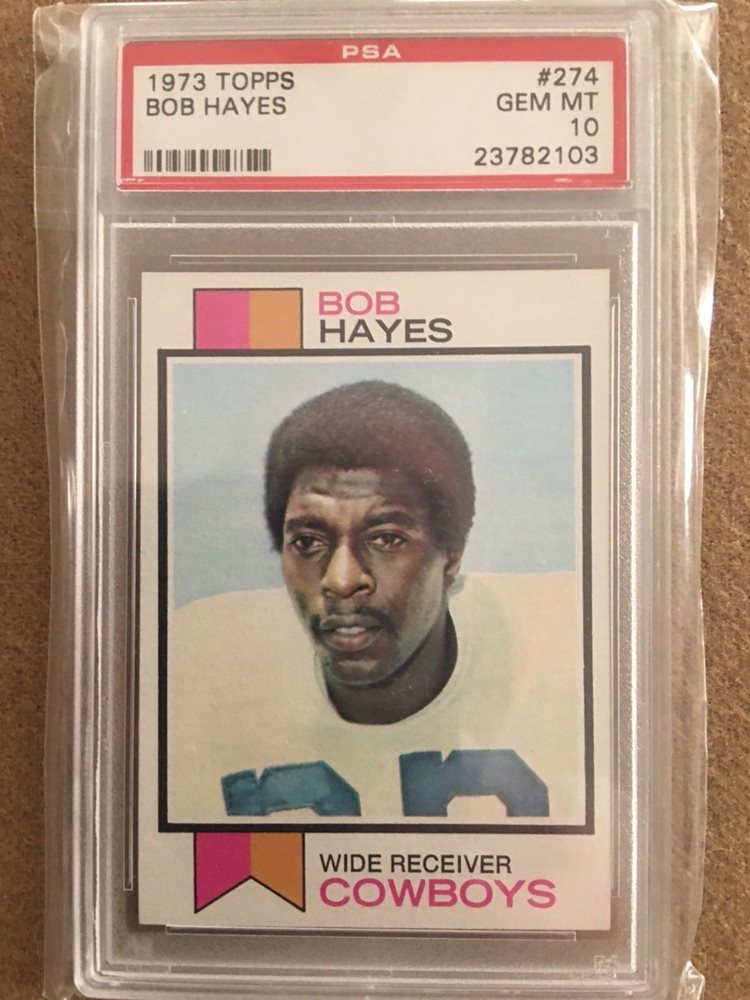 PSA
1973 TOPPS #274
BOB HAYES GEM MT
10
23782103
BOB
HAYES
WIDE RECEIVER
COWBOYS